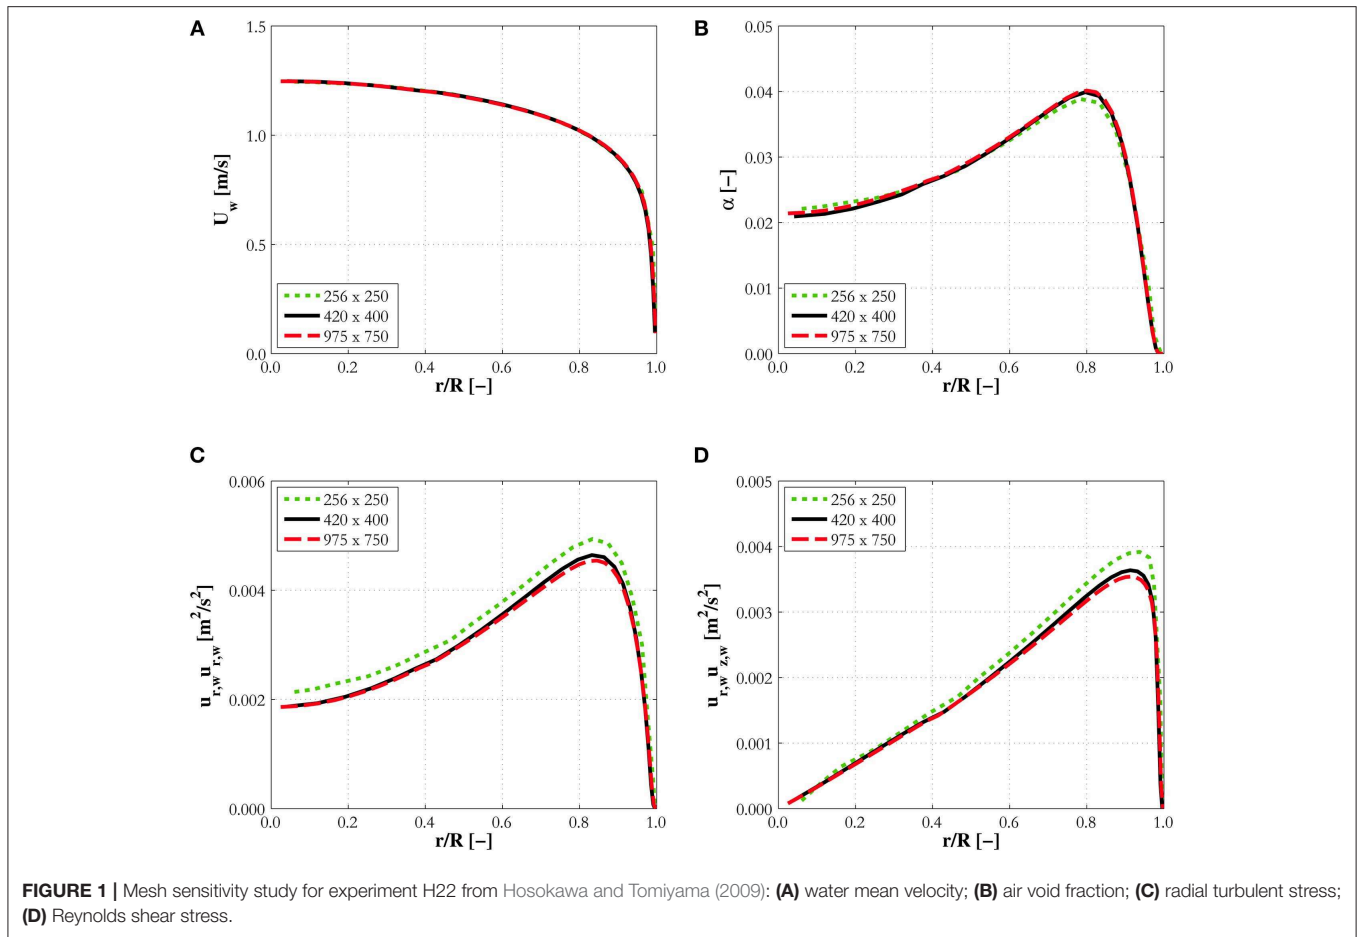 A
1.5
1.0
0.5
0.0
U_w [m/s]
256 x 250
420 x 400
975 x 750
0.0 0.2 0.4 0.6 0.8 1.0
r/R [–]
B
0.05
0.04
0.03
0.02
0.01
0.00
α [–]
256 x 250
420 x 400
975 x 750
0.0 0.2 0.4 0.6 0.8 1.0
r/R [–]
C
0.006
0.004
0.002
0.000
u_r,w u_r,w [m²/s²]
256 x 250
420 x 400
975 x 750
0.0 0.2 0.4 0.6 0.8 1.0
r/R [–]
D
0.005
0.004
0.003
0.002
0.001
0.000
u_r,w u_z,w [m²/s²]
256 x 250
420 x 400
975 x 750
0.0 0.2 0.4 0.6 0.8 1.0
r/R [–]
FIGURE 1 | Mesh sensitivity study for experiment H22 from Hosokawa and Tomiyama (2009): (A) water mean velocity; (B) air void fraction; (C) radial turbulent stress;
(D) Reynolds shear stress.